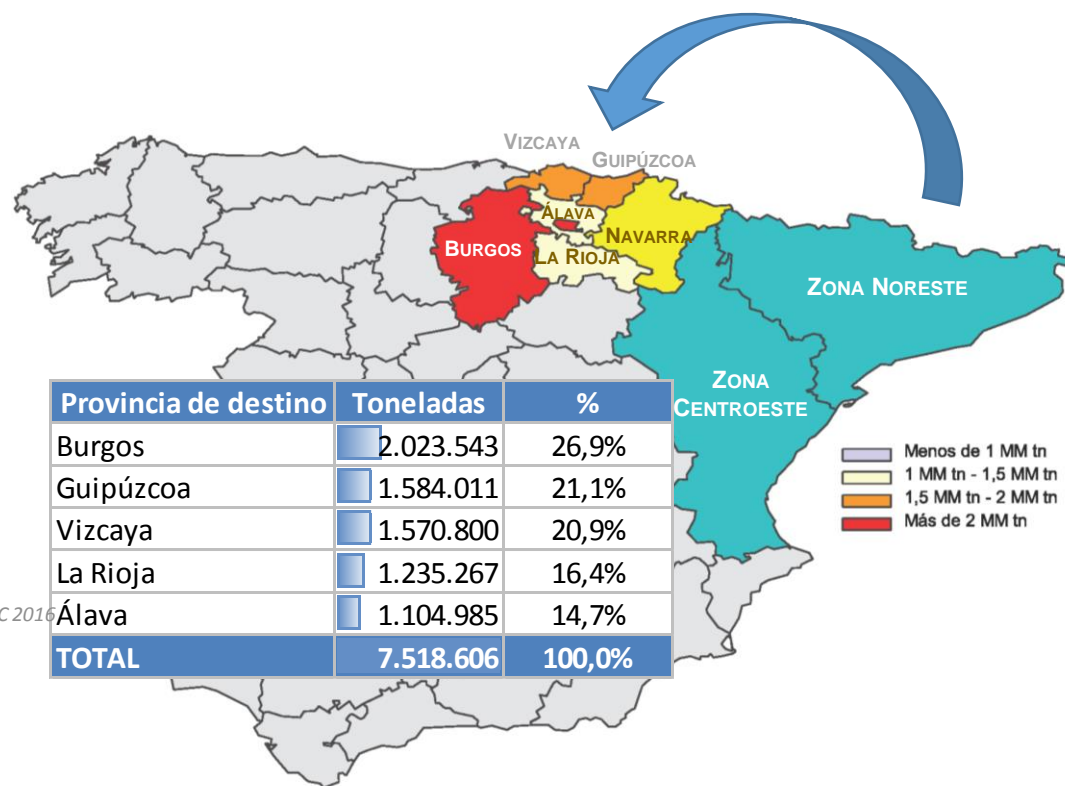 VIZCAYA
GUIPÚZCOA
ÁLAVA
NAVARRA
BURGOS
LA RIOJA
ZONA NORESTE
ZONA
CENTROESTE
Provincia de destino Toneladas %
Burgos 2.023.543 26,9%
Guipúzcoa 1.584.011 21,1%
Vizcaya 1.570.800 20,9%
La Rioja 1.235.267 16,4%
Álava 1.104.985 14,7%
TOTAL 7.518.606 100,0%
C 2016
Menos de 1 MM tn
1 MM tn - 1,5 MM tn
1,5 MM tn - 2 MM tn
Más de 2 MM tn